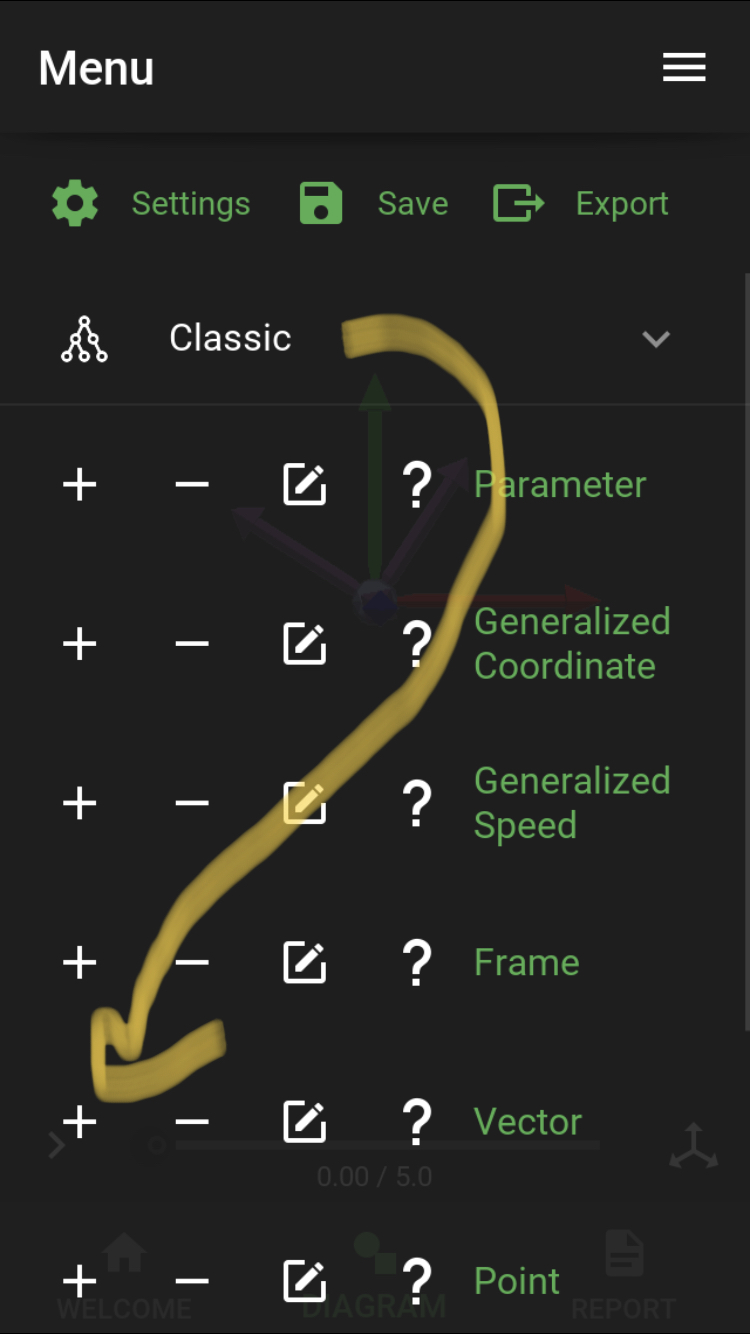 Menu
Settings Save Export
Classic
+ − ? Parameter
+ − ? Generalized
Coordinate
+ − ? Generalized
Speed
+ − ? Frame
+ − ? Vector
0.00 / 5.0
+ − ? Point
WELCOME DIAGRAM REPORT